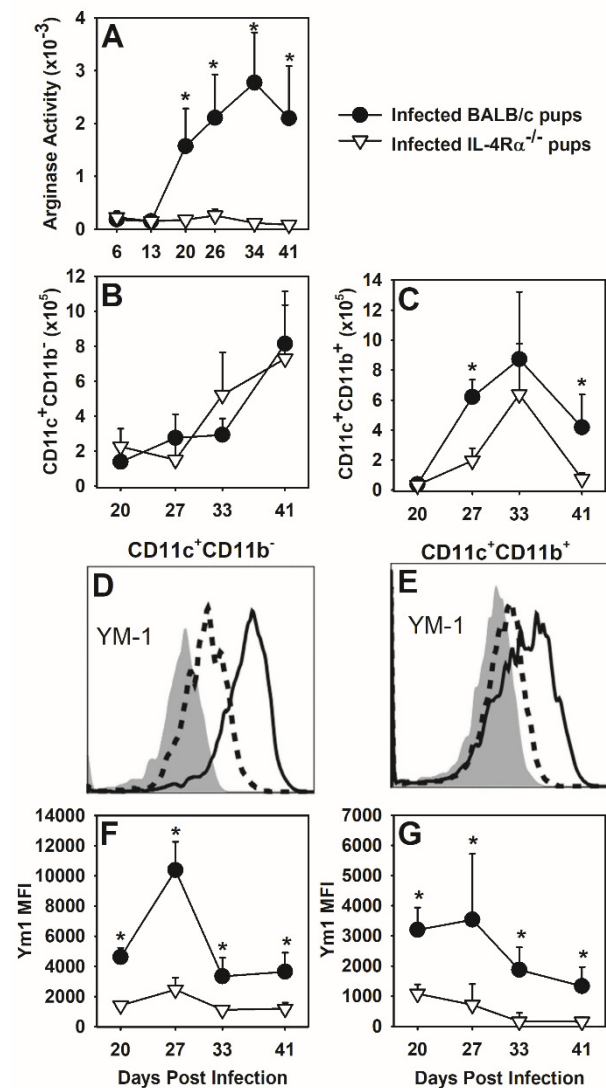 A
Arginase Activity (x10⁻³)
4
3
2
1
0
* * * *
6 13 20 26 34 41
Infected BALB/c pups
Infected IL-4Rα⁻/⁻ pups
B
CD11c⁺CD11b⁻ (x10⁵)
14
12
10
8
6
4
2
0
20 27 33 41
C
CD11c⁺CD11b⁺ (x10⁵)
14
12
10
8
6
4
2
0
* *
20 27 33 41
CD11c⁺CD11b⁻
D
YM-1
CD11c⁺CD11b⁺
E
YM-1
F
Ym1 MFI
14000
12000
10000
8000
6000
4000
2000
0
* * * *
20 27 33 41
Days Post Infection
G
Ym1 MFI
7000
6000
5000
4000
3000
2000
1000
0
* * * *
20 27 33 41
Days Post Infection